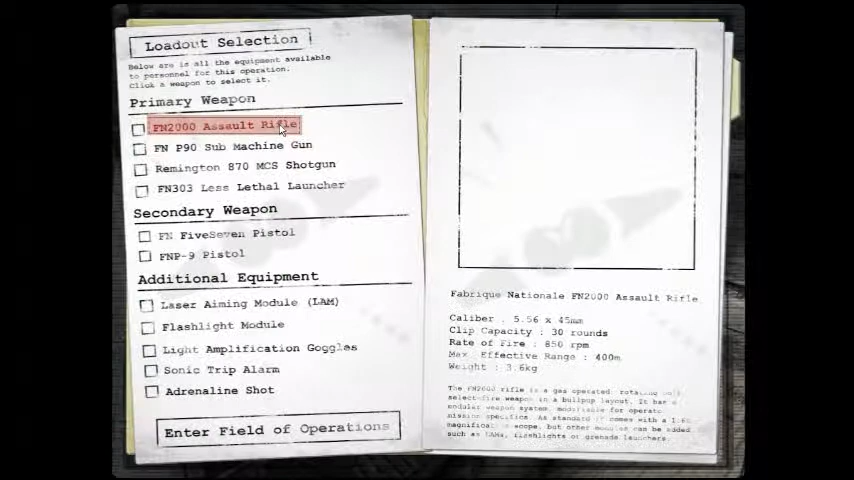 Loadout Selection
Below are is all the equipment available
to personnel for this operation.
Click a weapon to select it.
Primary Weapon
FN2000 Assault Rifle
FN P90 Sub Machine Gun
Remington 870 MCS Shotgun
FN303 Less Lethal Launcher
Secondary Weapon
FN FiveSeven Pistol
FNP-9 Pistol
Additional Equipment
Laser Aiming Module (LAM)
Flashlight Module
Light Amplification Goggles
Sonic Trip Alarm
Adrenaline Shot
Enter Field of Operations
Fabrique Nationale FN2000 Assault Rifle
Caliber : 5.56 x 45mm
Clip Capacity : 30 rounds
Rate of Fire : 850 rpm
Max. Effective Range : 400m
Weight : 3.6kg
The FN2000 rifle is a gas operated, rotating
select-fire weapon in a bullpup layout. It has a
modular weapon system, modifiable for
mission specifics. As standard it comes with a
magnification scope, but other modules can be added
such as LAMs, flashlights or grenade launchers.